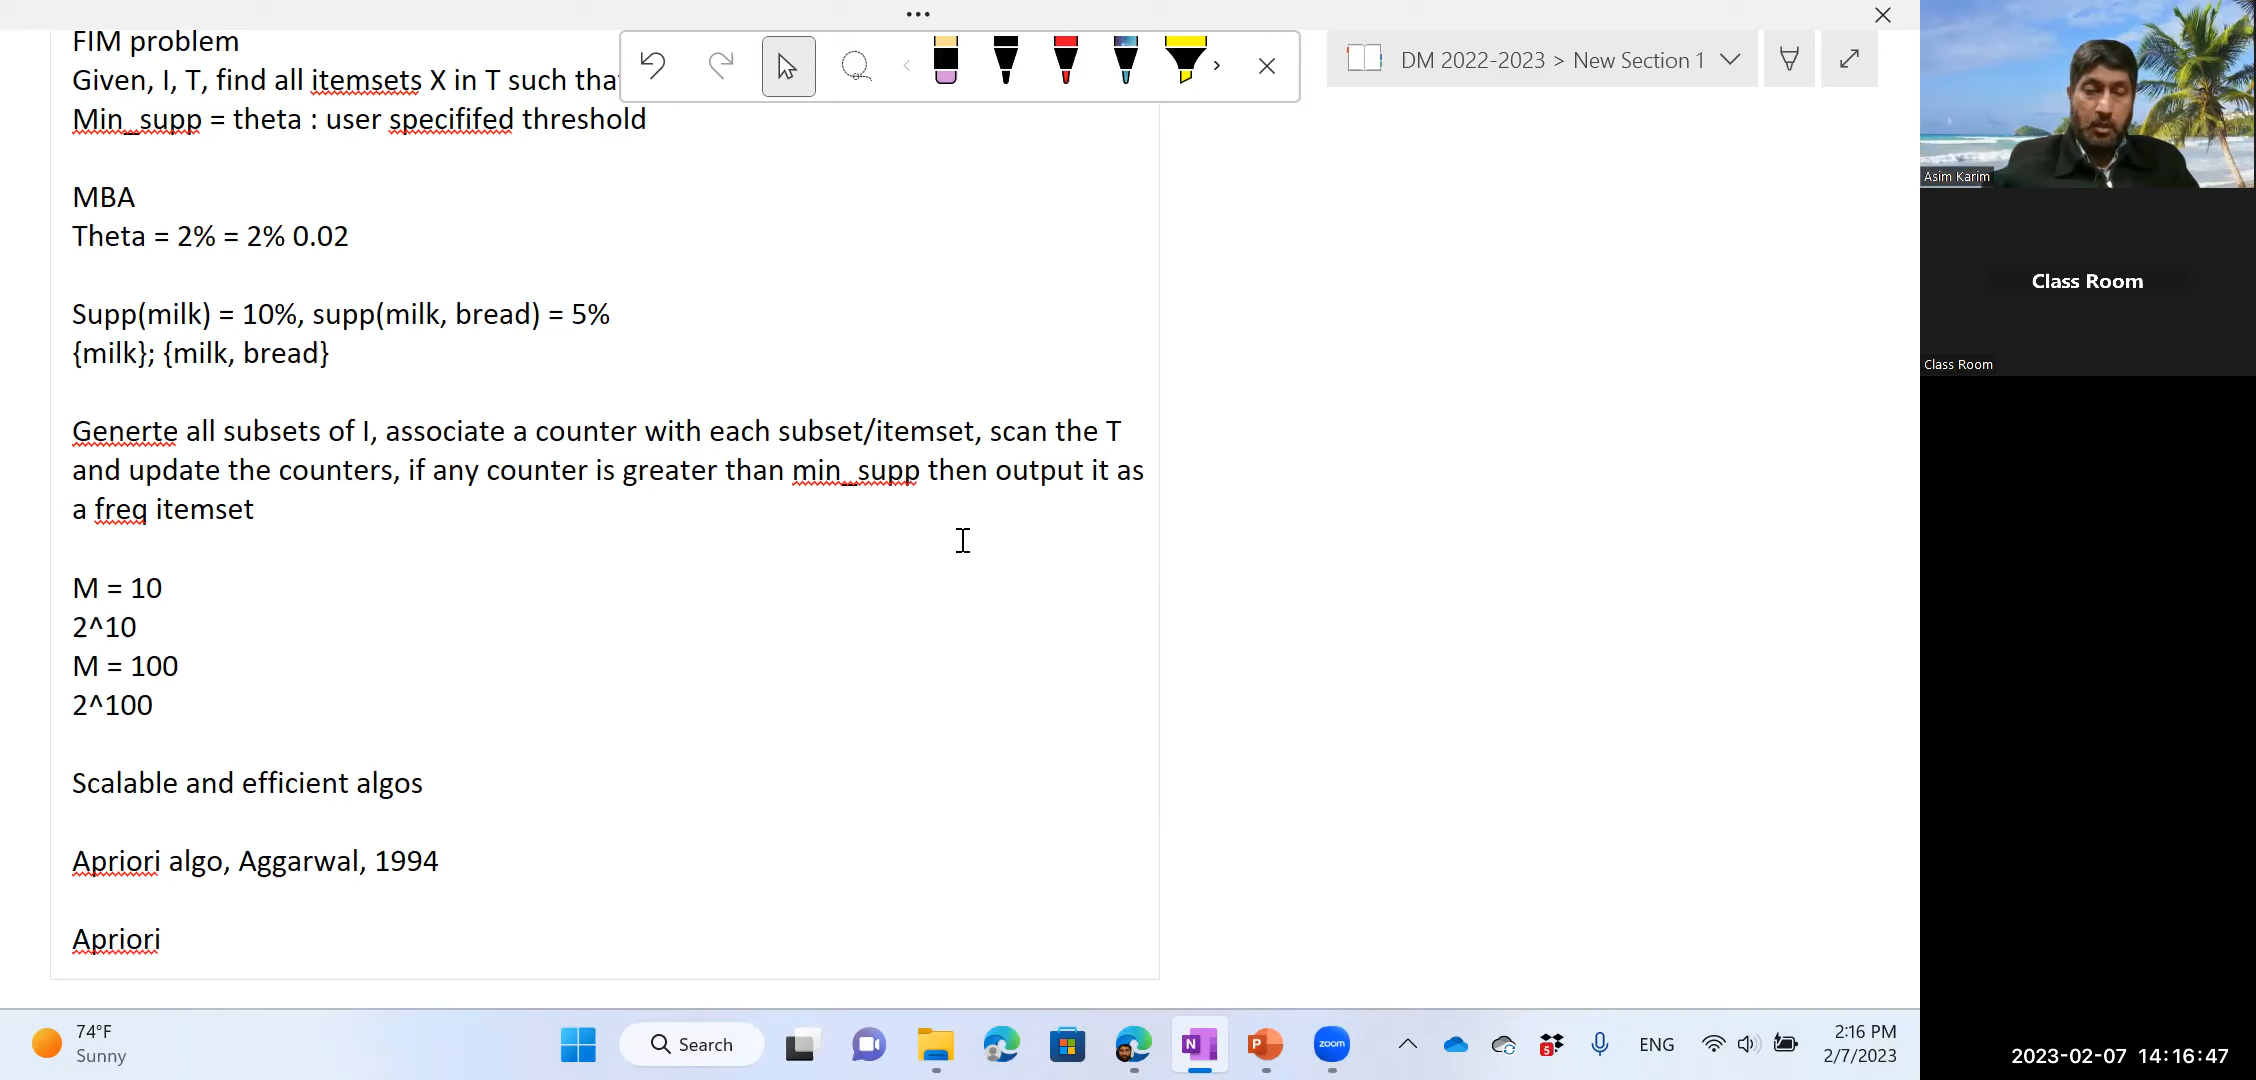 FIM problem
Given, I, T, find all itemsets X in T such tha
Min_supp = theta : user specififed threshold
MBA
Theta = 2% = 2% 0.02
Supp(milk) = 10%, supp(milk, bread) = 5%
{milk}; {milk, bread}
Generte all subsets of I, associate a counter with each subset/itemset, scan the T
and update the counters, if any counter is greater than min_supp then output it as
a freq itemset
M = 10
2^10
M = 100
2^100
Scalable and efficient algos
Apriori algo, Aggarwal, 1994
Apriori
DM 2022-2023 > New Section 1
Asim Karim
Class Room
Class Room
74°F
Sunny
Search
N
P
zoom
5
ENG
2:16 PM
2/7/2023
2023-02-07 14:16:47